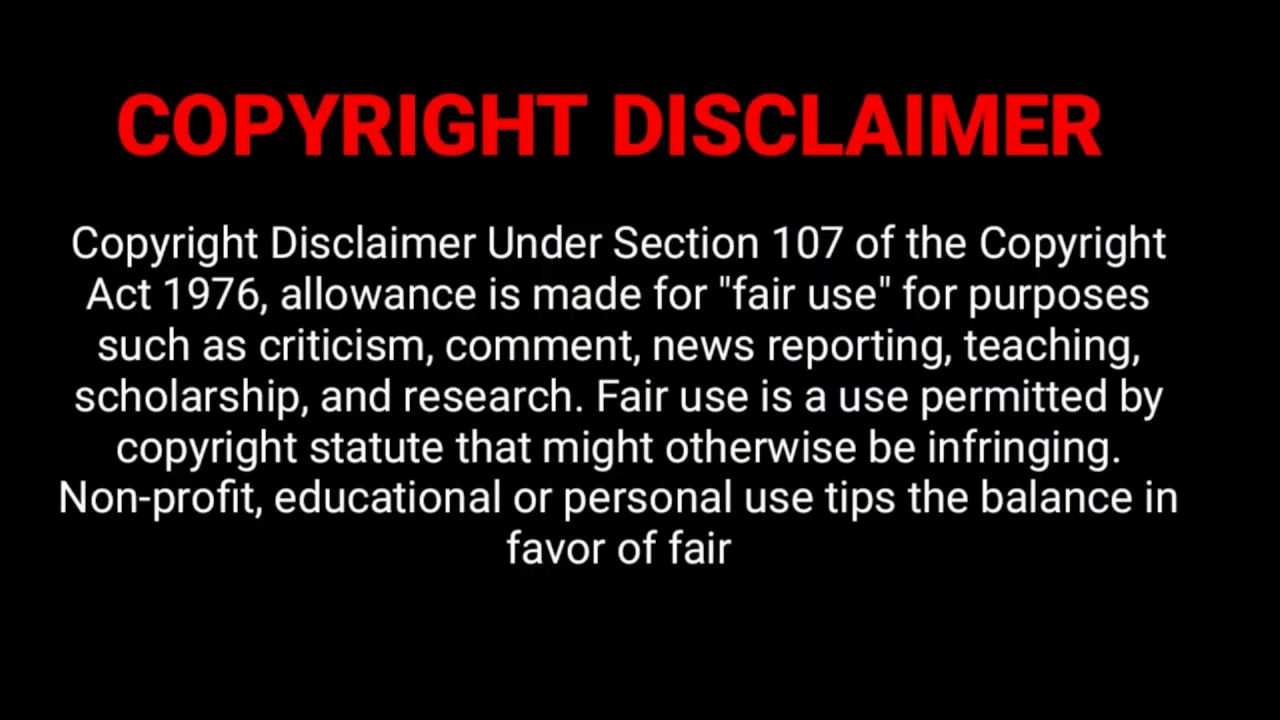 COPYRIGHT DISCLAIMER
Copyright Disclaimer Under Section 107 of the Copyright
Act 1976, allowance is made for "fair use" for purposes
such as criticism, comment, news reporting, teaching,
scholarship, and research. Fair use is a use permitted by
copyright statute that might otherwise be infringing.
Non-profit, educational or personal use tips the balance in
favor of fair